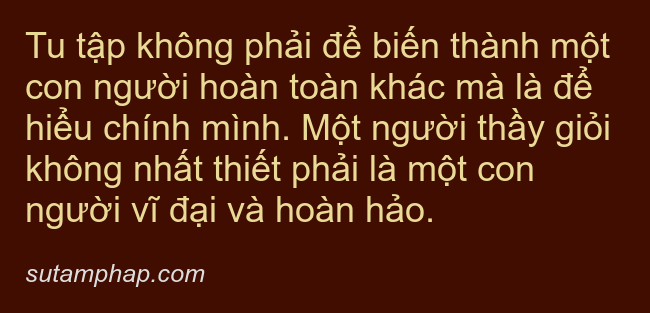 Tu tập không phải để biến thành một
con người hoàn toàn khác mà là để
hiểu chính mình. Một người thầy giỏi
không nhất thiết phải là một con
người vĩ đại và hoàn hảo.
sutamphap.com